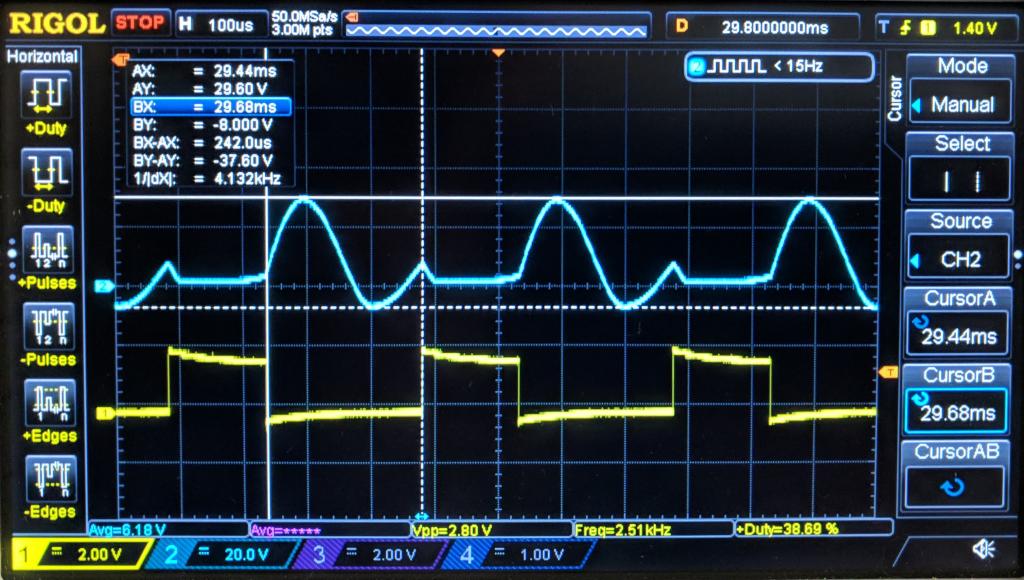 RIGOL STOP H 100us 50.0MSa/s 3.00M pts D 29.8000000ms T 1 1.40 V
Horizontal
+Duty
-Duty
+Pulses
-Pulses
+Edges
-Edges
AX: = 29.44ms
AY: = 29.60 V
BX: = 29.68ms
BY: = -8.000 V
BX-AX: = 242.0us
BY-AY: = -37.60 V
1/|dX|: = 4.132kHz
2 < 15Hz
T
2
1
T
Cursor
Mode
Manual
Select
Source
CH2
CursorA
29.44ms
CursorB
29.68ms
CursorAB
Avg=6.18 V Avg=***** Vpp=2.80 V Freq=2.51kHz +Duty=38.69 %
1 = 2.00 V 2 = 20.0 V 3 = 2.00 V 4 = 1.00 V